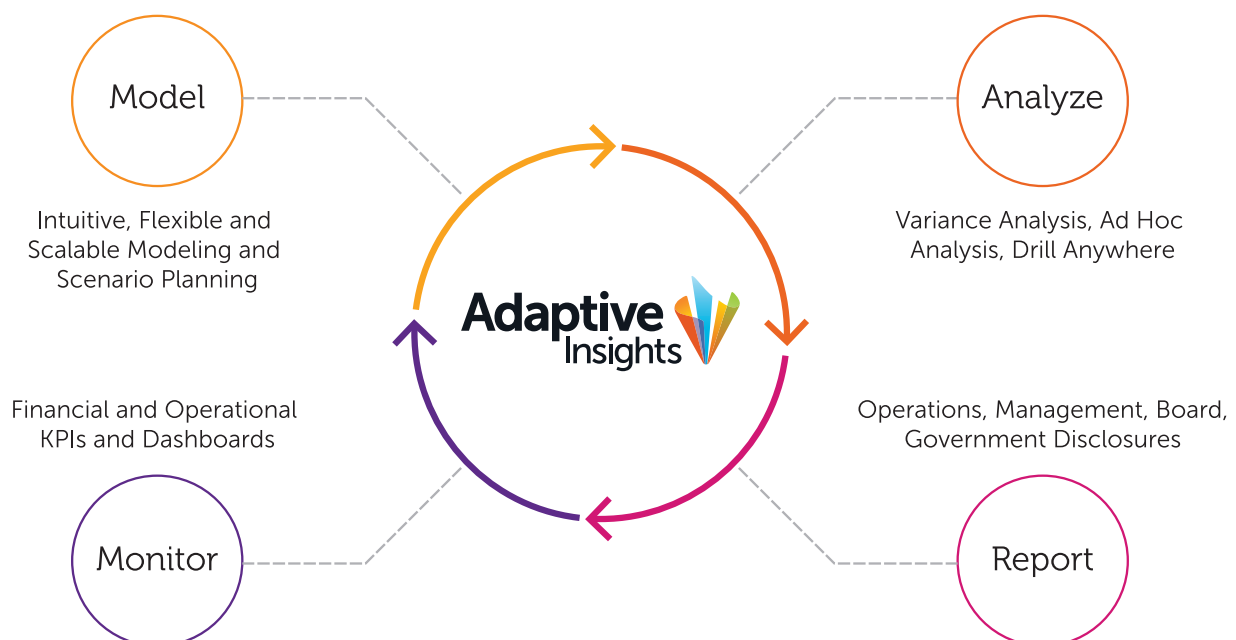 Model
Intuitive, Flexible and
Scalable Modeling and
Scenario Planning
Analyze
Variance Analysis, Ad Hoc
Analysis, Drill Anywhere
Adaptive
Insights
Financial and Operational
KPIs and Dashboards
Monitor
Operations, Management, Board,
Government Disclosures
Report